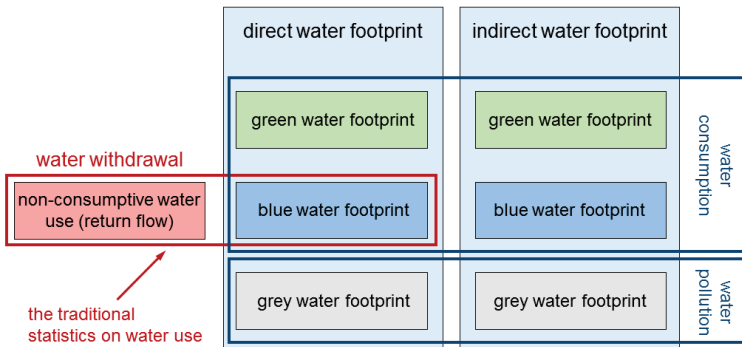 direct water footprint
indirect water footprint
green water footprint
green water footprint
water consumption
water withdrawal
non-consumptive water
use (return flow)
blue water footprint
blue water footprint
grey water footprint
grey water footprint
water
pollution
the traditional
statistics on water use